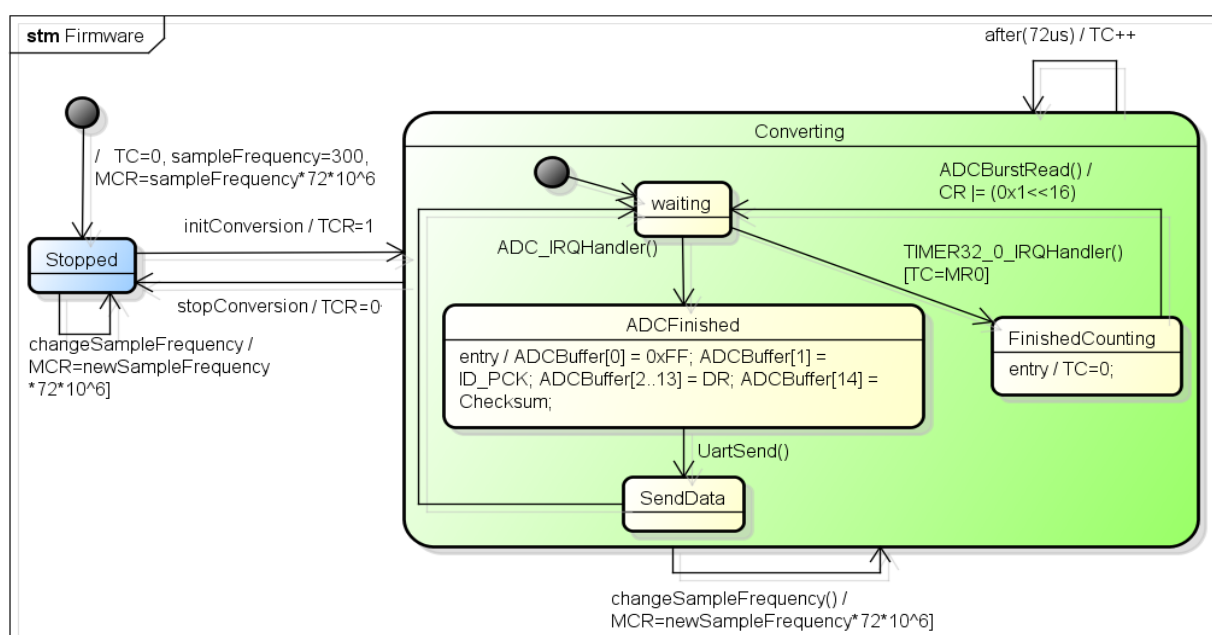 stm Firmware
after(72us) / TC++
Converting
/   TC=0, sampleFrequency=300,
MCR=sampleFrequency*72*10^6
ADCBurstRead() /
CR |= (0x1<<16)
waiting
initConversion / TCR=1
ADC_IRQHandler()
TIMER32_0_IRQHandler()
[TC=MR0]
Stopped
stopConversion / TCR=0
ADCFinished
entry / ADCBuffer[0] = 0xFF; ADCBuffer[1] =
ID_PCK; ADCBuffer[2..13] = DR; ADCBuffer[14] =
Checksum;
FinishedCounting
entry / TC=0;
changeSampleFrequency /
MCR=newSampleFrequency
*72*10^6]
UartSend()
SendData
changeSampleFrequency() /
MCR=newSampleFrequency*72*10^6]